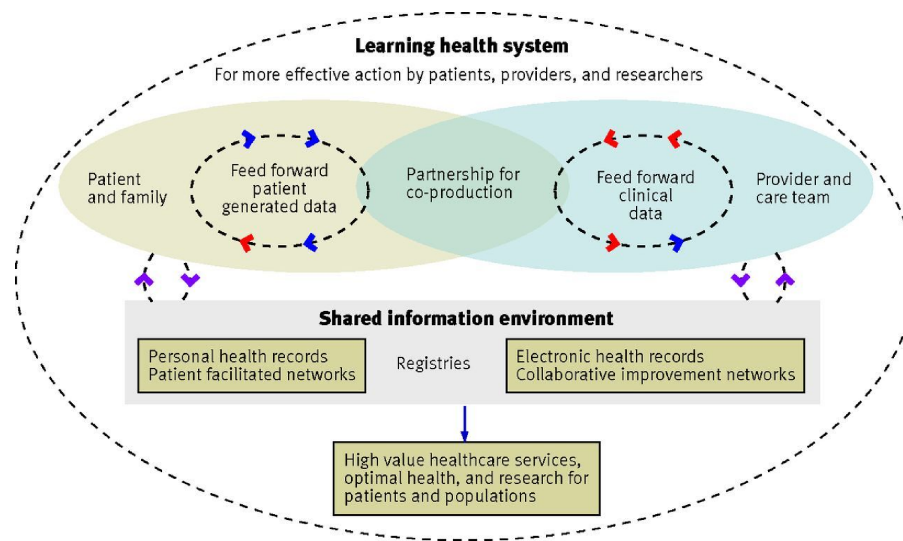 Learning health system
For more effective action by patients, providers, and researchers
Patient
and family
Feed forward
patient
generated data
Partnership for
co-production
Feed forward
clinical
data
Provider and
care team
Shared information environment
Personal health records
Patient facilitated networks
Registries
Electronic health records
Collaborative improvement networks
High value healthcare services,
optimal health, and research for
patients and populations